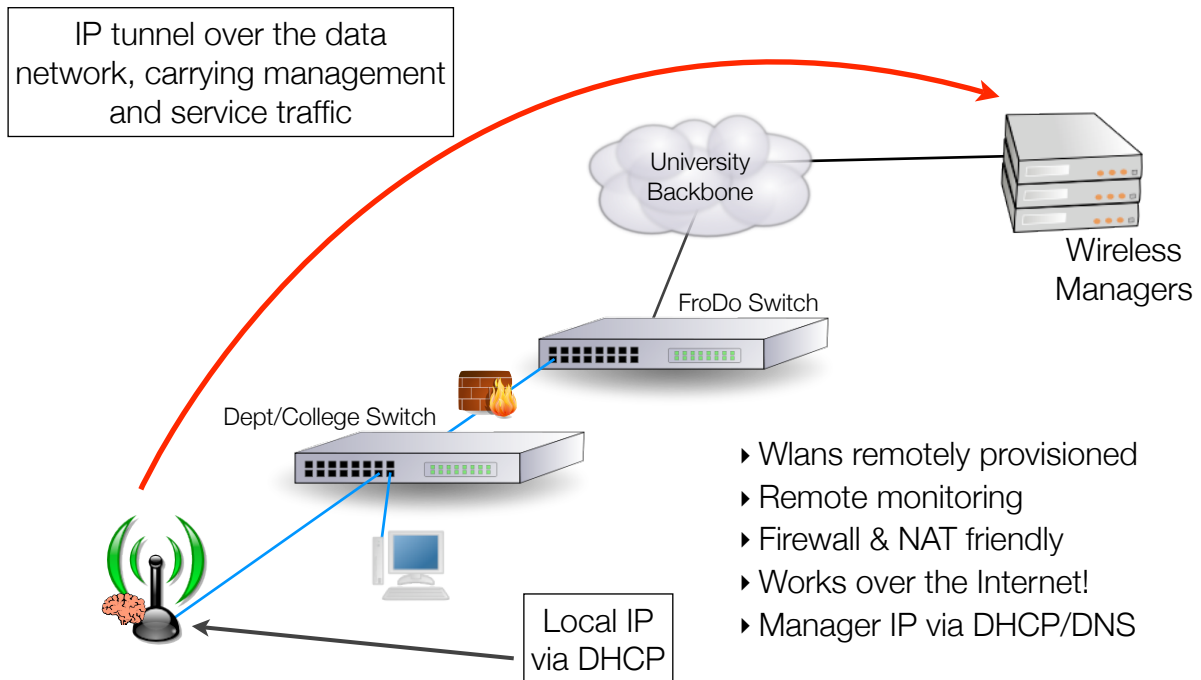 IP tunnel over the data
network, carrying management
and service traffic
University
Backbone
Wireless
Managers
FroDo Switch
Dept/College Switch
‣ Wlans remotely provisioned
‣ Remote monitoring
‣ Firewall & NAT friendly
‣ Works over the Internet!
‣ Manager IP via DHCP/DNS
Local IP
via DHCP